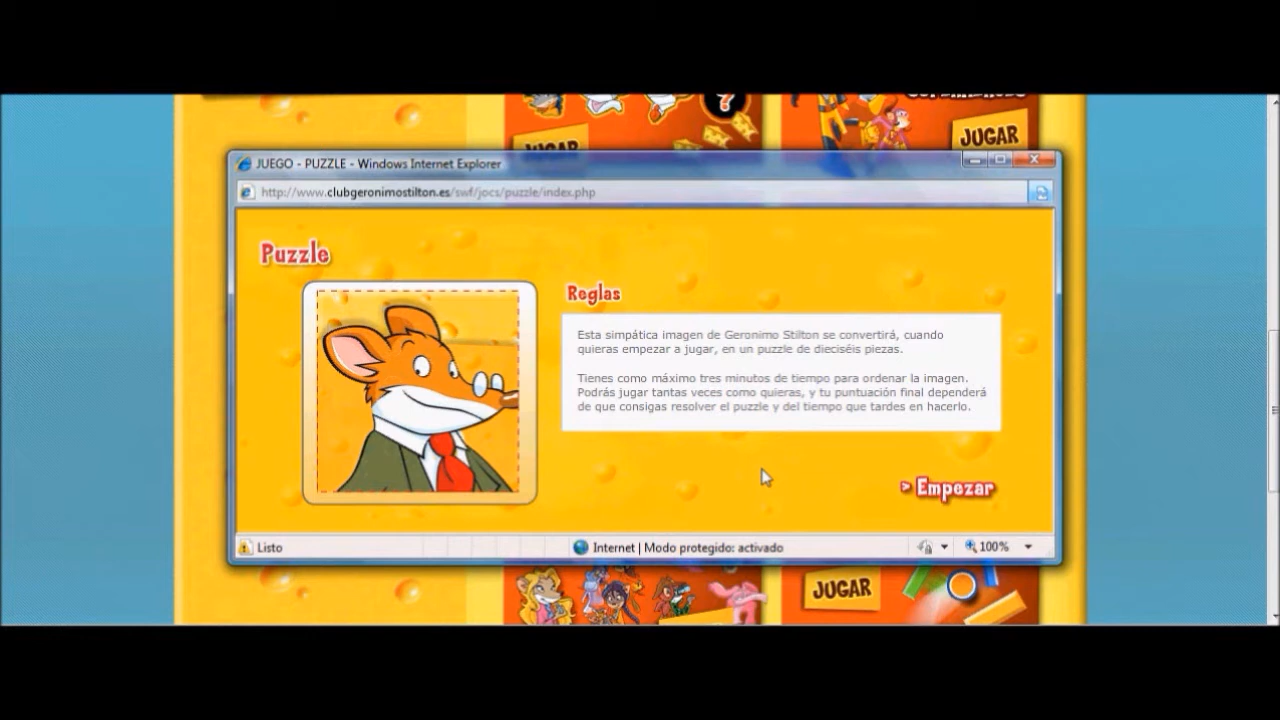 JUGAR
JUGAR
JUEGO - PUZZLE - Windows Internet Explorer
http://www.clubgeronimostilton.es/swf/jocs/puzzle/index.php
Puzzle
Reglas
Esta simpática imagen de Geronimo Stilton se convertirá, cuando
quieras empezar a jugar, en un puzzle de dieciséis piezas.
Tienes como máximo tres minutos de tiempo para ordenar la imagen.
Podrás jugar tantas veces como quieras, y tu puntuación final dependerá
de que consigas resolver el puzzle y del tiempo que tardes en hacerlo.
> Empezar
Listo
Internet | Modo protegido: activado
100%
JUGAR